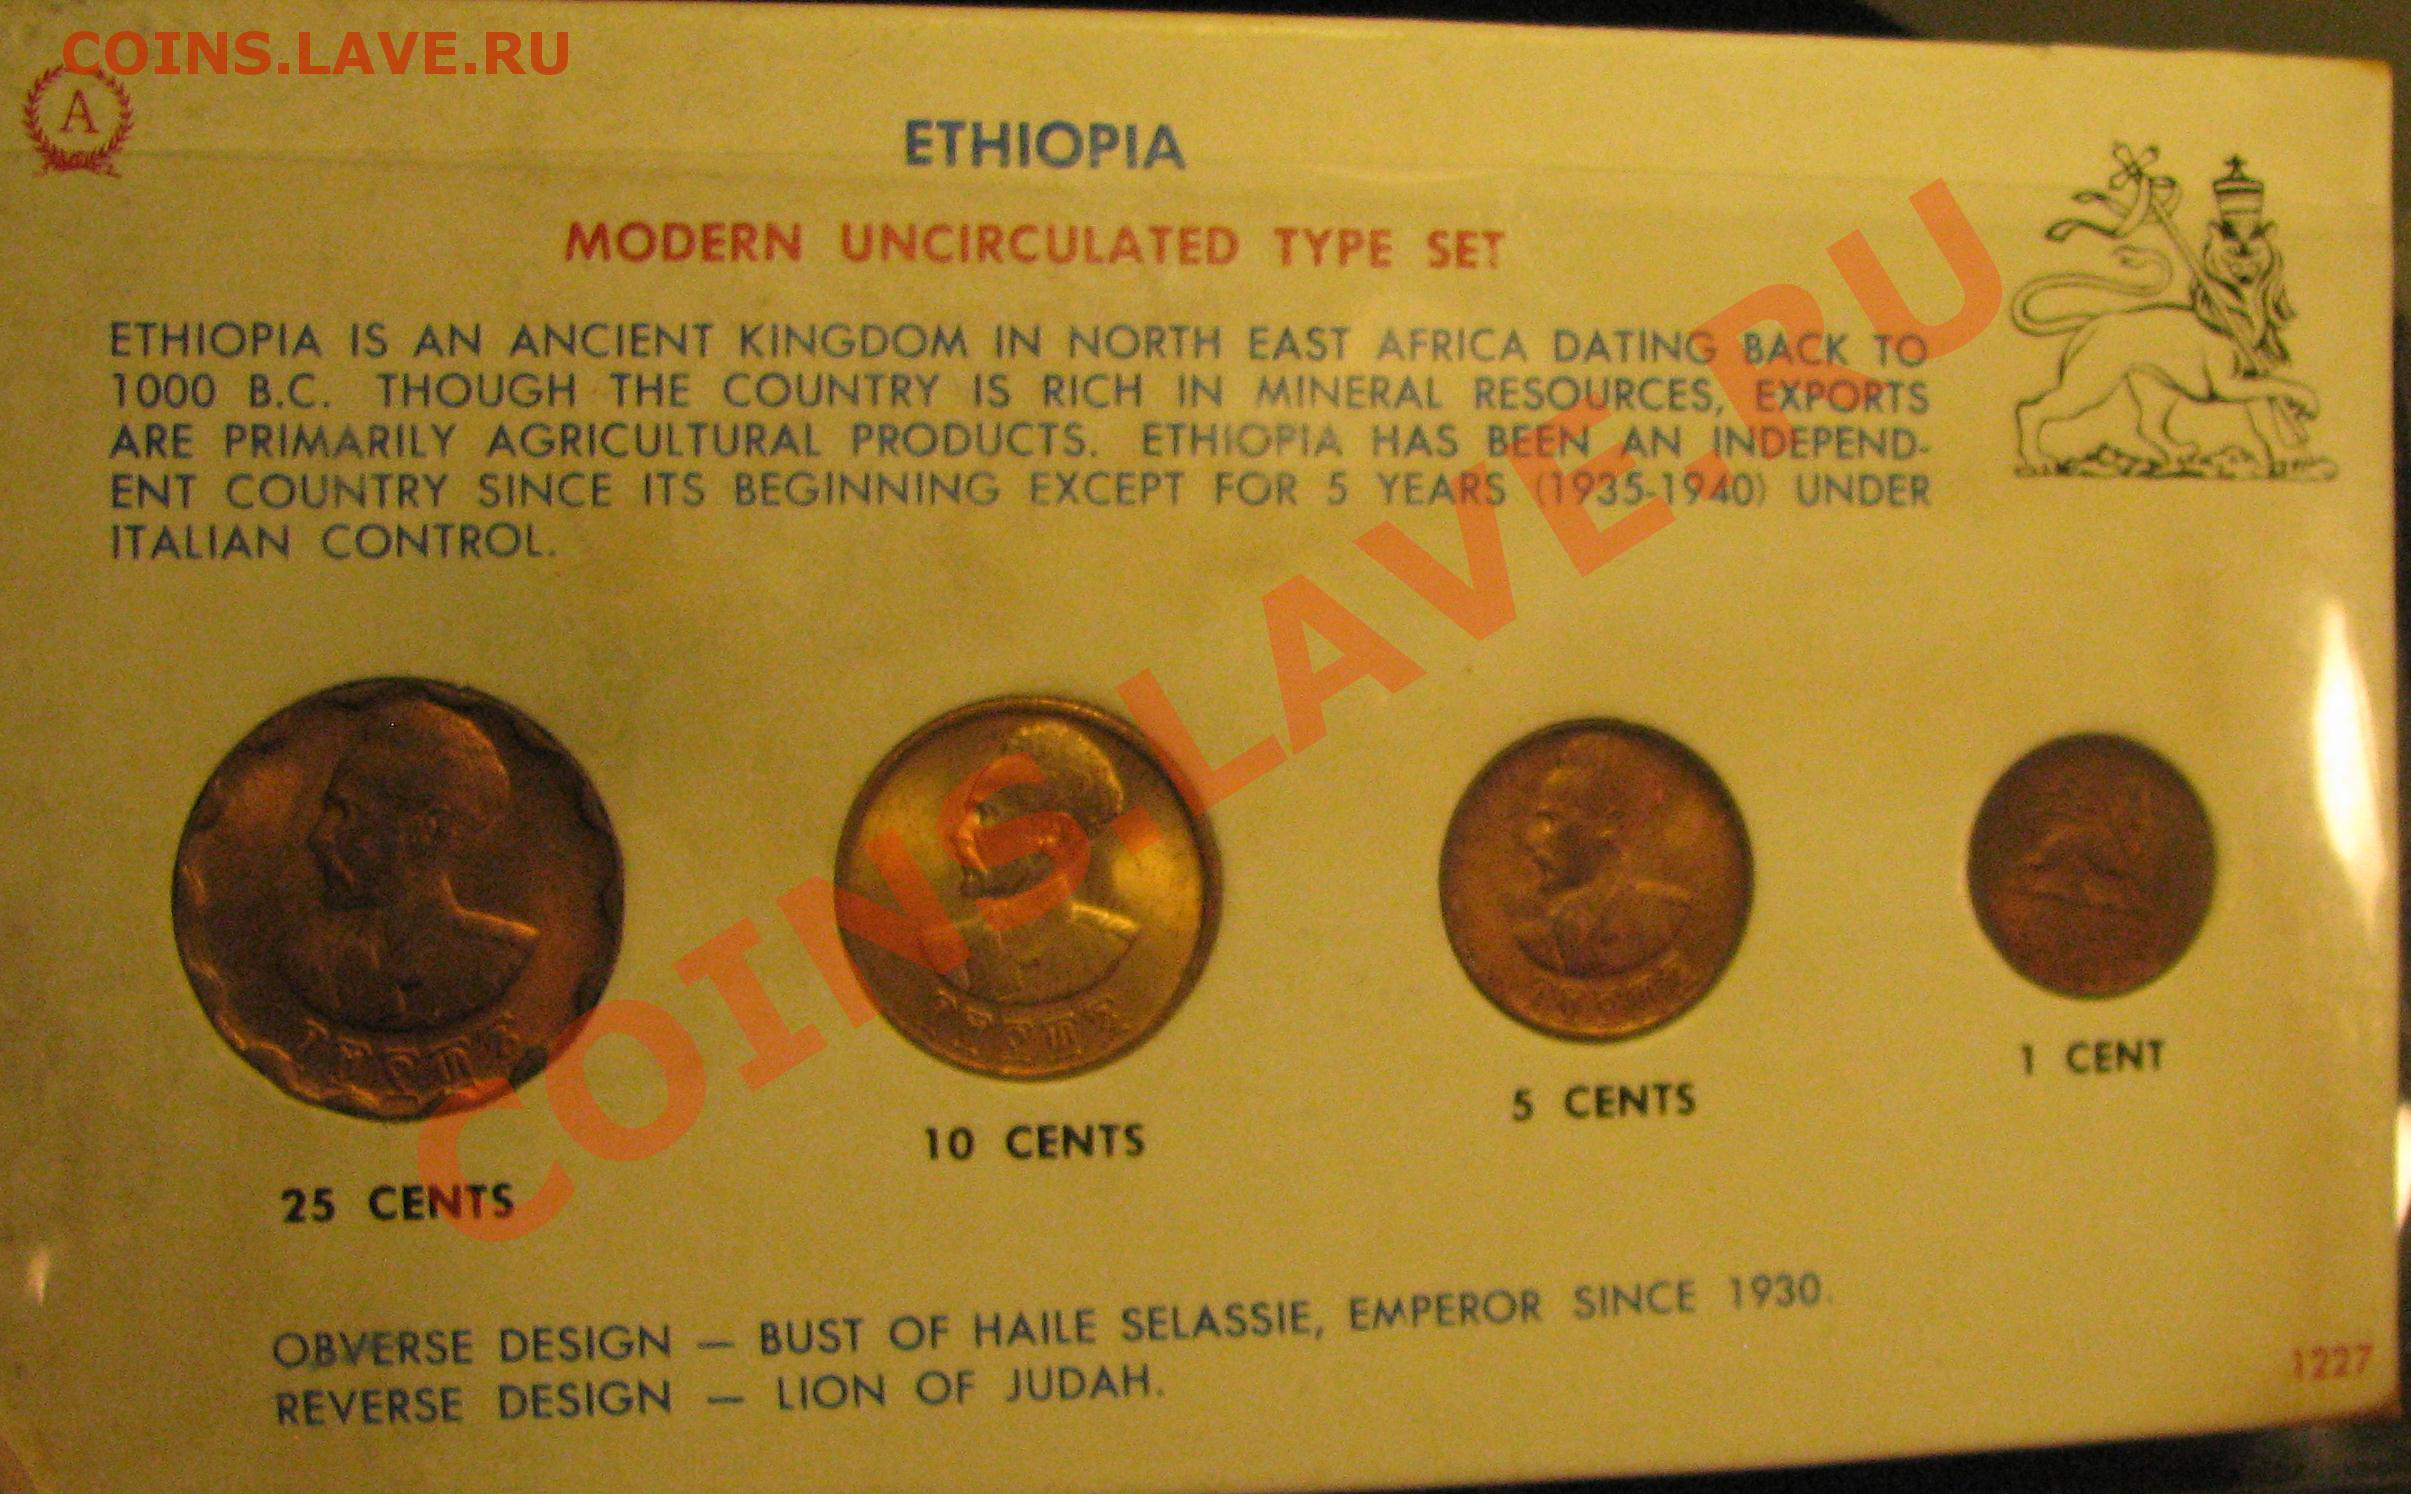 COINS.LAVE.RU
A
ETHIOPIA
MODERN UNCIRCULATED TYPE SET
ETHIOPIA IS AN ANCIENT KINGDOM IN NORTH EAST AFRICA DATING BACK TO
1000 B.C. THOUGH THE COUNTRY IS RICH IN MINERAL RESOURCES, EXPORTS
ARE PRIMARILY AGRICULTURAL PRODUCTS. ETHIOPIA HAS BEEN AN INDEPEND-
ENT COUNTRY SINCE ITS BEGINNING EXCEPT FOR 5 YEARS (1935-1940) UNDER
ITALIAN CONTROL.
COINS.LAVE.RU
25 CENTS
10 CENTS
5 CENTS
1 CENT
OBVERSE DESIGN — BUST OF HAILE SELASSIE, EMPEROR SINCE 1930.
REVERSE DESIGN — LION OF JUDAH.
1227